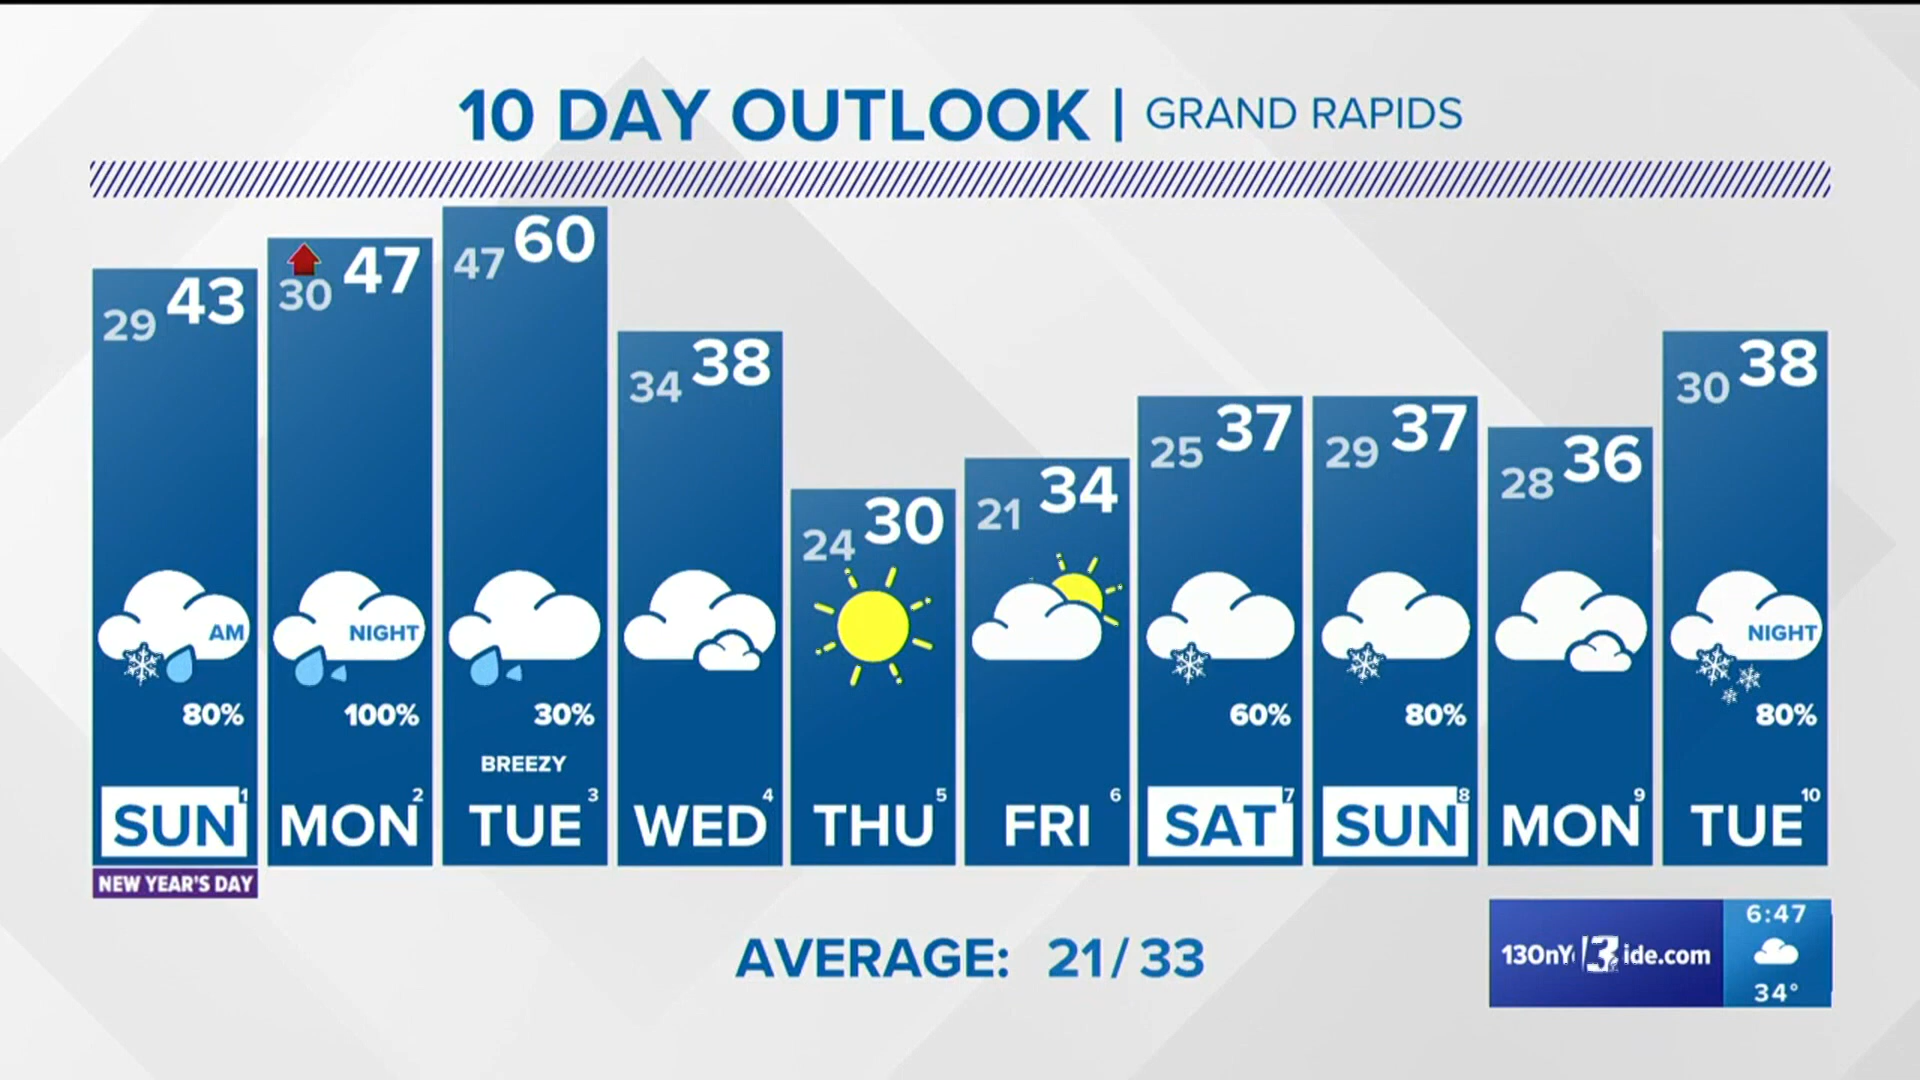 10 DAY OUTLOOK | GRAND RAPIDS
29 43
30 47
47 60
34 38
24 30
21 34
25 37
29 37
28 36
30 38
AM
NIGHT
NIGHT
80%
100%
30%
60%
80%
80%
BREEZY
SUN 1
MON 2
TUE 3
WED 4
THU 5
FRI 6
SAT 7
SUN 8
MON 9
TUE 10
NEW YEAR'S DAY
AVERAGE: 21/33
13
6:47
34°